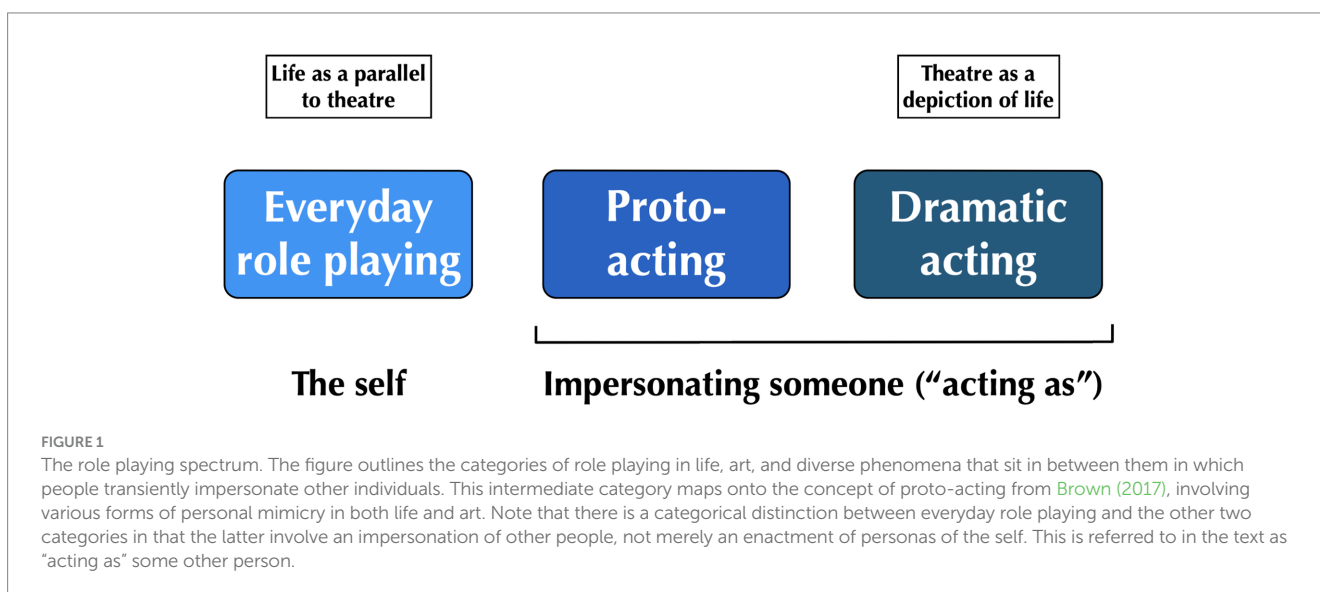 Life as a parallel
to theatre
Theatre as a
depiction of life
Everyday
role playing
Proto-
acting
Dramatic
acting
The self
Impersonating someone (“acting as”)
FIGURE 1
The role playing spectrum. The figure outlines the categories of role playing in life, art, and diverse phenomena that sit in between them in which
people transiently impersonate other individuals. This intermediate category maps onto the concept of proto-acting from Brown (2017), involving
various forms of personal mimicry in both life and art. Note that there is a categorical distinction between everyday role playing and the other two
categories in that the latter involve an impersonation of other people, not merely an enactment of personas of the self. This is referred to in the text as
“acting as” some other person.